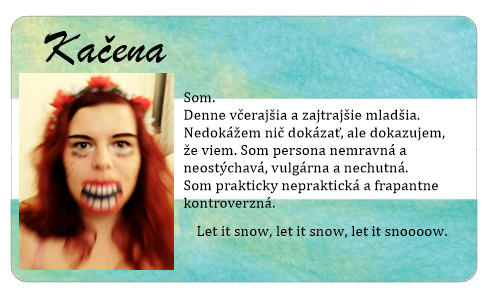 Kačena
Som.
Denne včerajšia a zajtrajšie mladšia.
Nedokážem nič dokázať, ale dokazujem,
že viem. Som persona nemravná a
neostýchavá, vulgárna a nechutná.
Som prakticky nepraktická a frapantne
kontroverzná.
Let it snow, let it snow, let it snoooow.